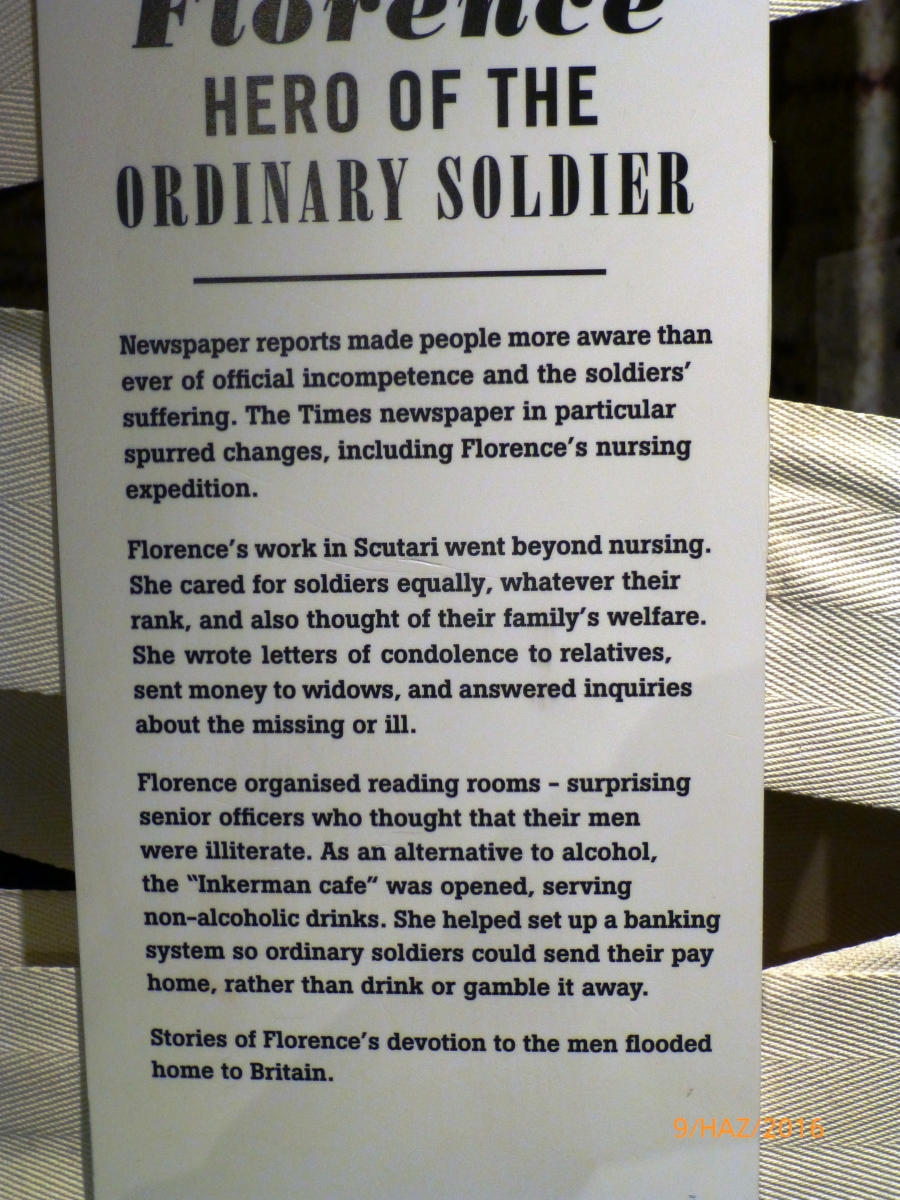 Florence
HERO OF THE
ORDINARY SOLDIER
Newspaper reports made people more aware than
ever of official incompetence and the soldiers’
suffering. The Times newspaper in particular
spurred changes, including Florence’s nursing
expedition.
Florence’s work in Scutari went beyond nursing.
She cared for soldiers equally, whatever their
rank, and also thought of their family’s welfare.
She wrote letters of condolence to relatives,
sent money to widows, and answered inquiries
about the missing or ill.
Florence organised reading rooms – surprising
senior officers who thought that their men
were illiterate. As an alternative to alcohol,
the “Inkerman cafe” was opened, serving
non-alcoholic drinks. She helped set up a banking
system so ordinary soldiers could send their pay
home, rather than drink or gamble it away.
Stories of Florence’s devotion to the men flooded
home to Britain.
9/HAZ/2016